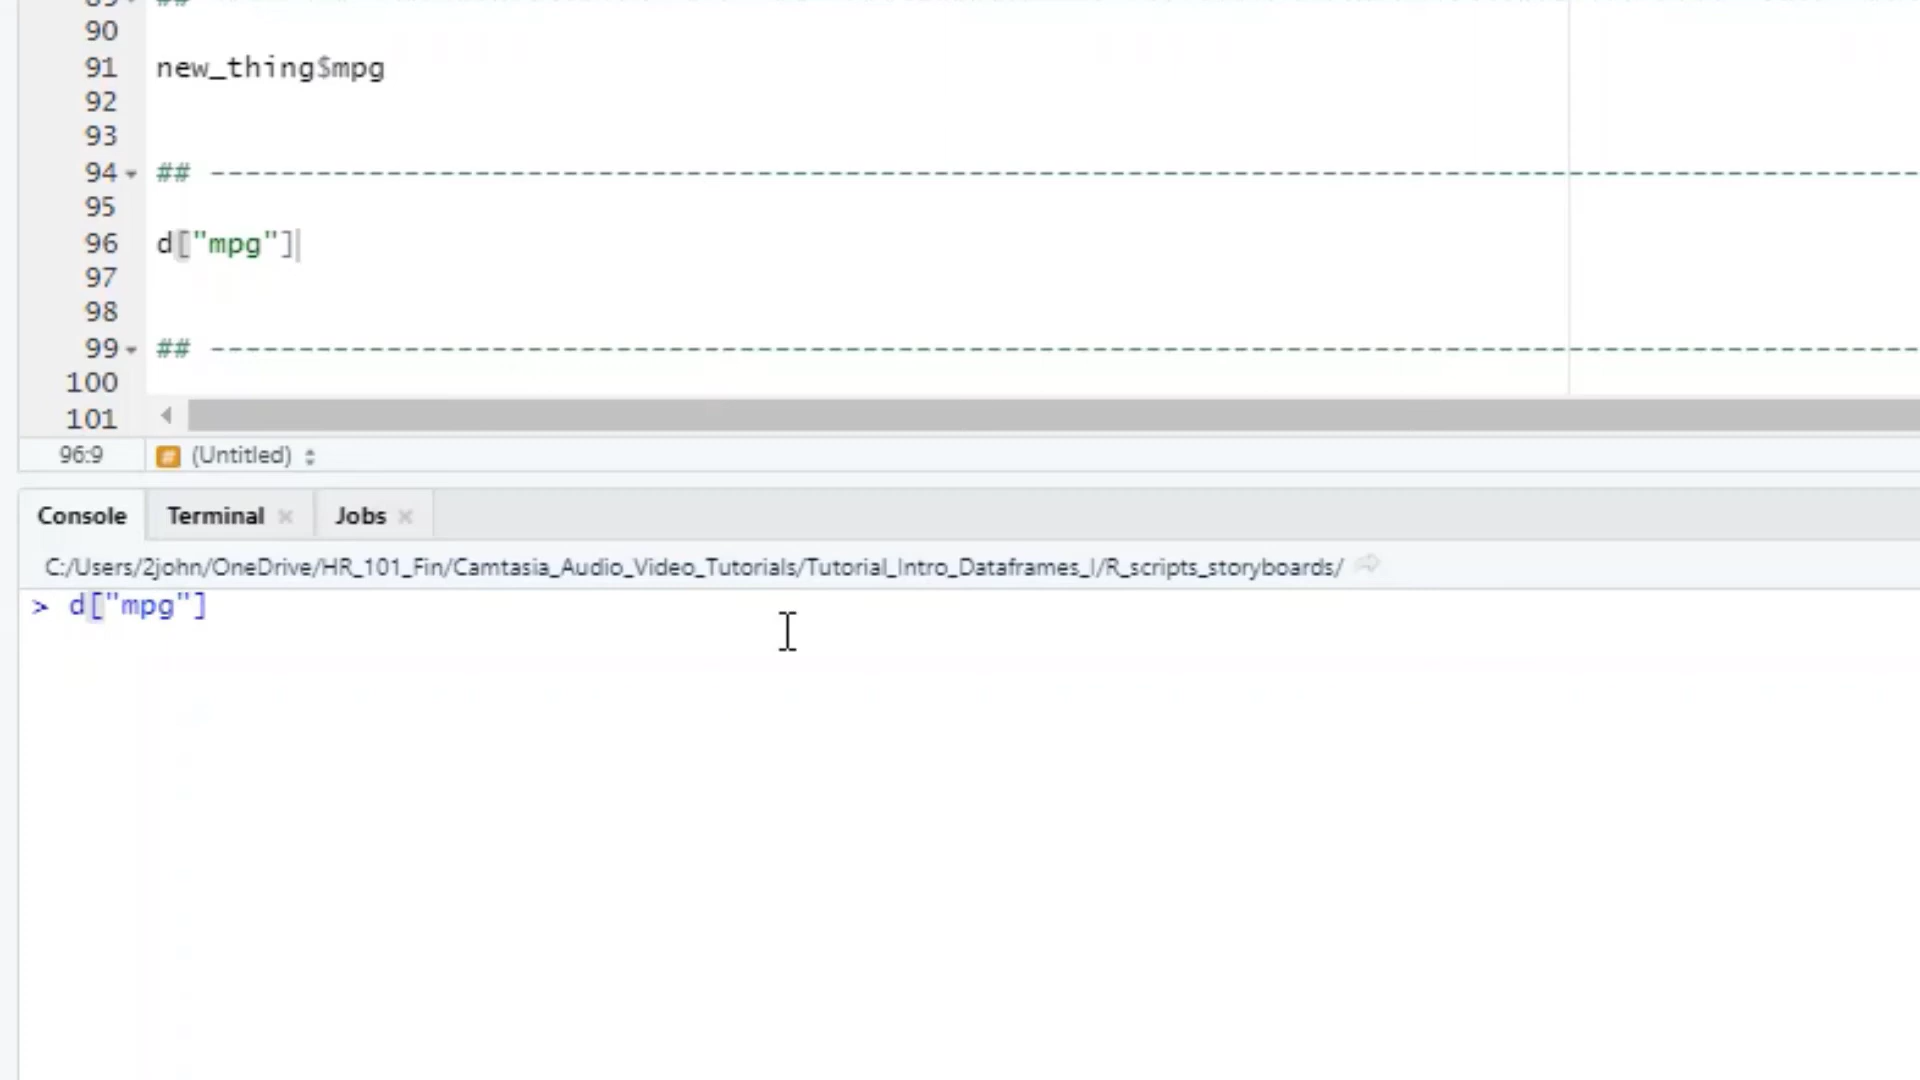 89 ##
90
91 new_thing$mpg
92
93
94 ## ----------------------------------------------------------------------------------------------------------------------
95
96 d["mpg"]
97
98
99 ## ----------------------------------------------------------------------------------------------------------------------
100
101
96:9 # (Untitled)
Console Terminal Jobs
C:/Users/2john/OneDrive/HR_101_Fin/Camtasia_Audio_Video_Tutorials/Tutorial_Intro_Dataframes_I/R_scripts_storyboards/
> d["mpg"]